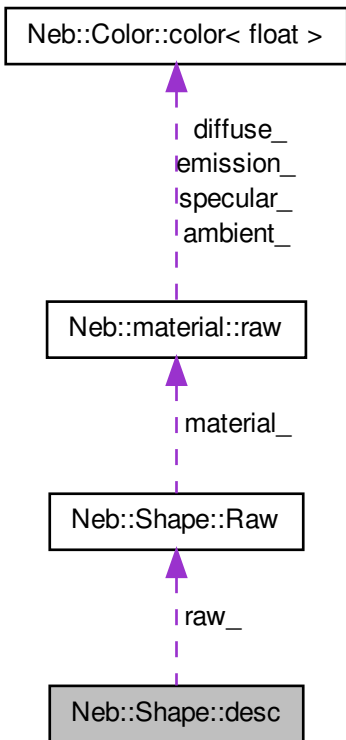 Neb::Color::color< float >
diffuse_
emission_
specular_
ambient_
Neb::material::raw
material_
Neb::Shape::Raw
raw_
Neb::Shape::desc